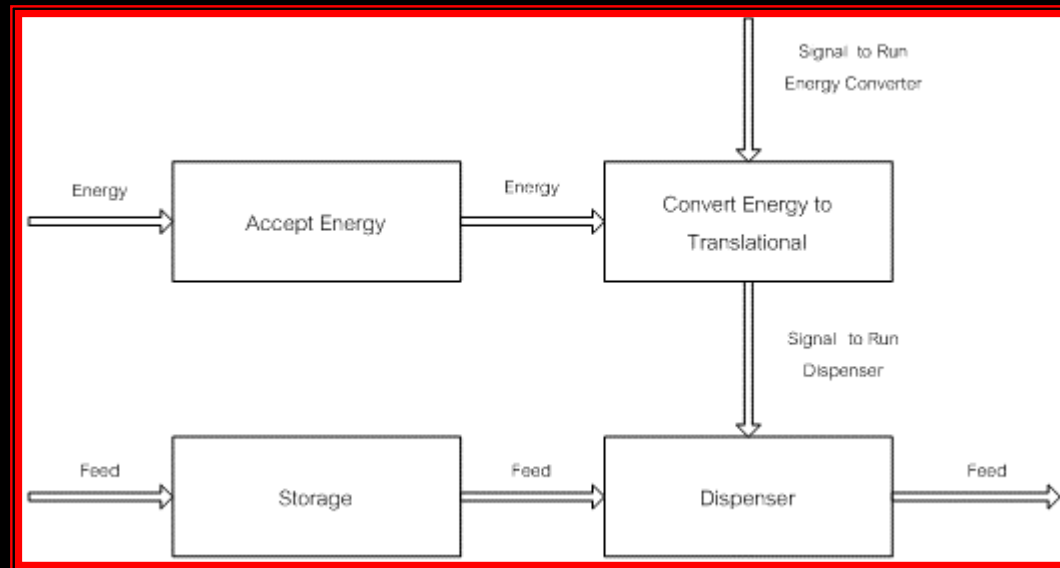 Signal to Run
Energy Converter
Energy
Energy
Accept Energy
Convert Energy to
Translational
Signal to Run
Dispenser
Feed
Feed
Feed
Storage
Dispenser